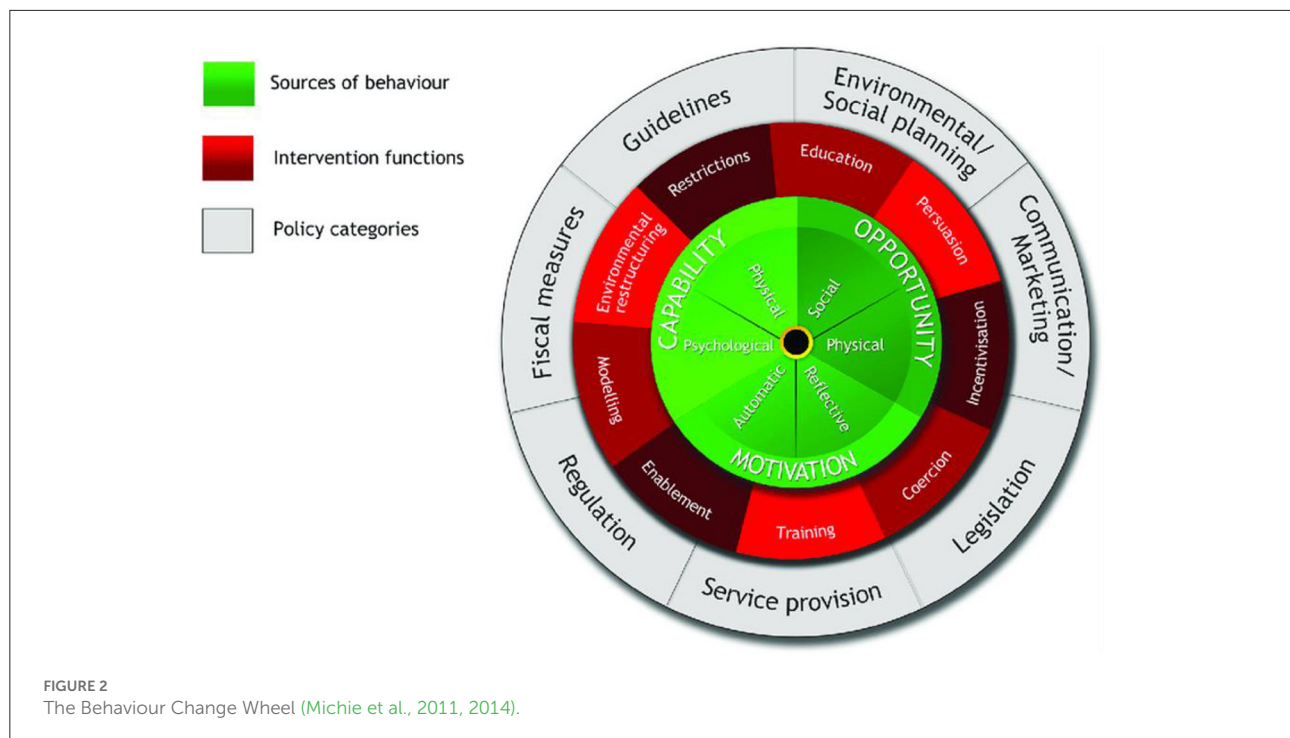 Sources of behaviour
Intervention functions
Policy categories
Guidelines
Environmental/
Social planning
Communication/
Marketing
Legislation
Service provision
Regulation
Fiscal measures
Restrictions
Education
Persuasion
Incentivisation
Coercion
Training
Enablement
Modelling
Environmental
restructuring
CAPABILITY
OPPORTUNITY
MOTIVATION
Physical
Social
Psychological
Physical
Automatic
Reflective
FIGURE 2
The Behaviour Change Wheel (Michie et al., 2011, 2014).